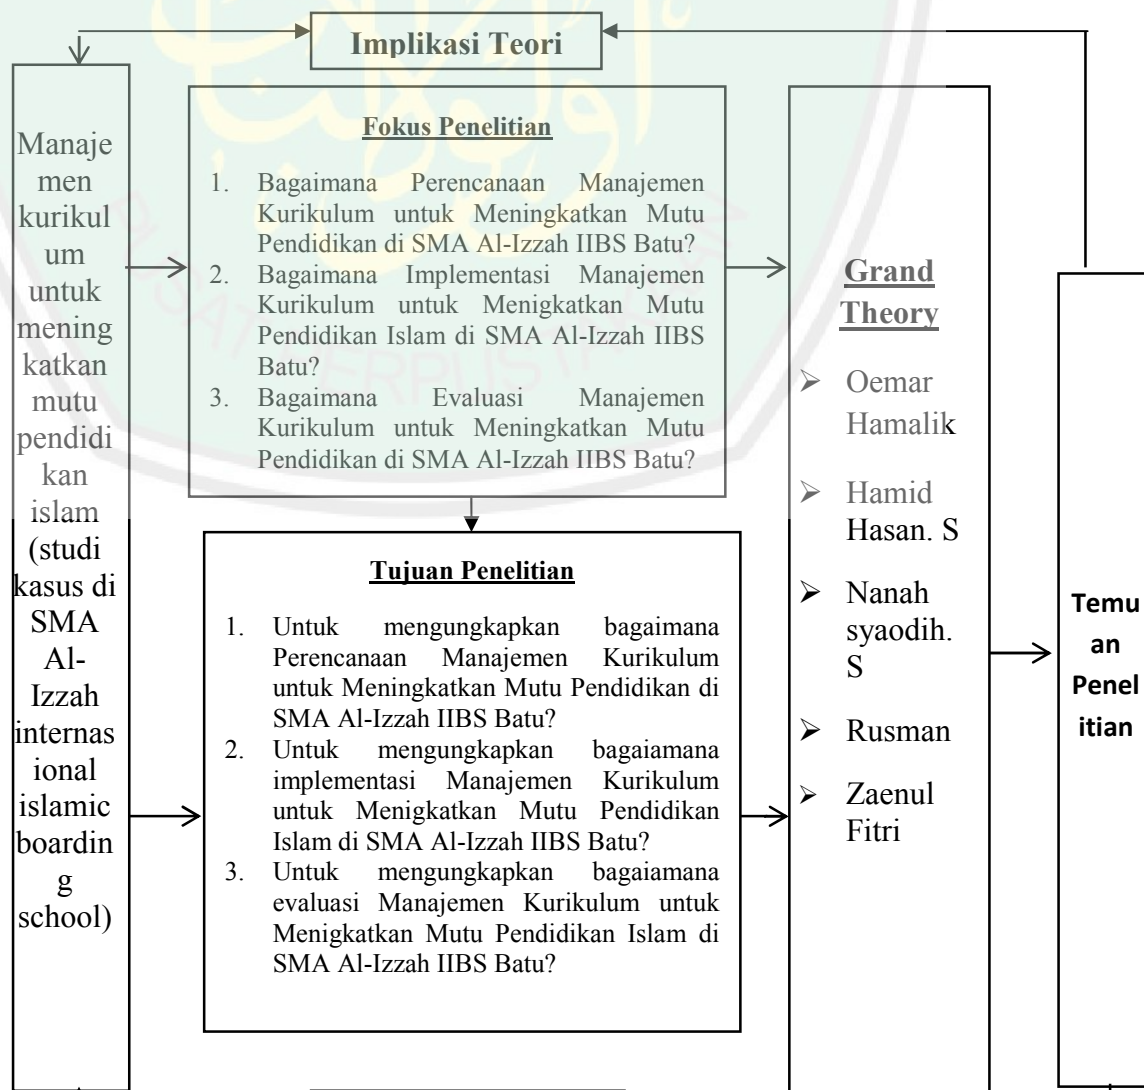 Implikasi Teori
Manaje
men
kurikul
um
untuk
mening
katkan
mutu
pendidi
kan
islam
(studi
kasus di
SMA
Al-
Izzah
internas
ional
islamic
boardin
g
school)
Fokus Penelitian
1. Bagaimana Perencanaan Manajemen
Kurikulum untuk Meningkatkan Mutu
Pendidikan di SMA Al-Izzah IIBS Batu?
2. Bagaimana Implementasi Manajemen
Kurikulum untuk Menigkatkan Mutu
Pendidikan Islam di SMA Al-Izzah IIBS
Batu?
3. Bagaimana Evaluasi Manajemen
Kurikulum untuk Meningkatkan Mutu
Pendidikan di SMA Al-Izzah IIBS Batu?
Tujuan Penelitian
1. Untuk mengungkapkan bagaimana
Perencanaan Manajemen Kurikulum
untuk Meningkatkan Mutu Pendidikan di
SMA Al-Izzah IIBS Batu?
2. Untuk mengungkapkan bagaiamana
implementasi Manajemen Kurikulum
untuk Menigkatkan Mutu Pendidikan
Islam di SMA Al-Izzah IIBS Batu?
3. Untuk mengungkapkan bagaiamana
evaluasi Manajemen Kurikulum untuk
Menigkatkan Mutu Pendidikan Islam di
SMA Al-Izzah IIBS Batu?
Grand
Theory
➢ Oemar
Hamalik
➢ Hamid
Hasan. S
➢ Nanah
syaodih.
S
➢ Rusman
➢ Zaenul
Fitri
Temu
an
Penel
itian
PUSAT PERPUSTAKAAN